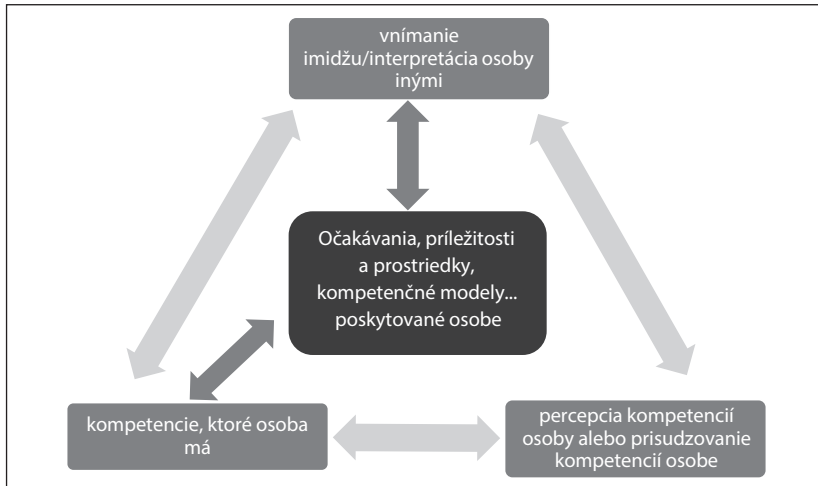 vnímanie
imidžu/interpretácia osoby
inými
Očakávania, príležitosti
a prostriedky,
kompetenčné modely...
poskytované osobe
kompetencie, ktoré osoba
má
percepcia kompetencií
osoby alebo prisudzovanie
kompetencií osobe